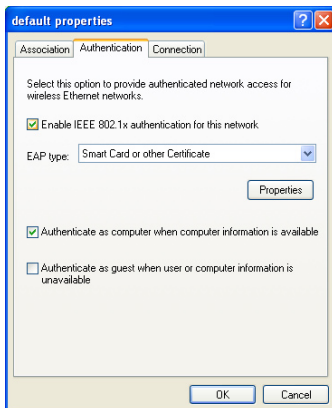 default properties
Association Authentication Connection
Select this option to provide authenticated network access for
wireless Ethernet networks.
Enable IEEE 802.1x authentication for this network
EAP type: Smart Card or other Certificate
Properties
Authenticate as computer when computer information is available
Authenticate as guest when user or computer information is
unavailable
OK Cancel